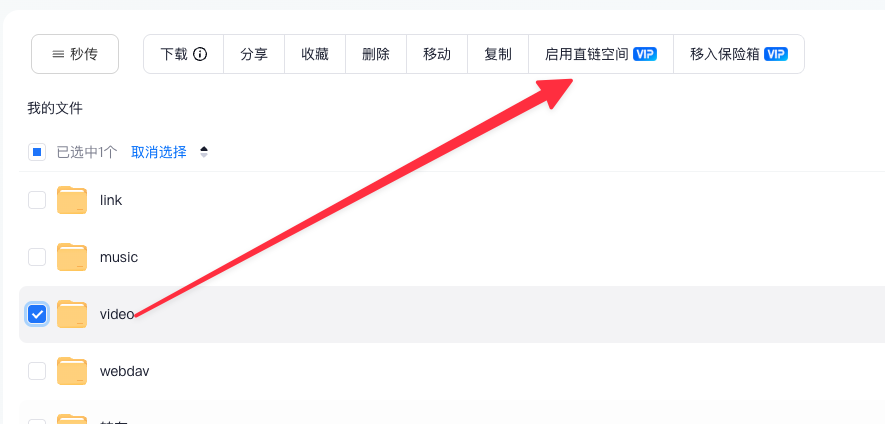 秒传 下载 分享 收藏 删除 移动 复制 启用直链空间 VIP 移入保险箱 VIP
我的文件
已选中1个 取消选择
link
music
video
webdav